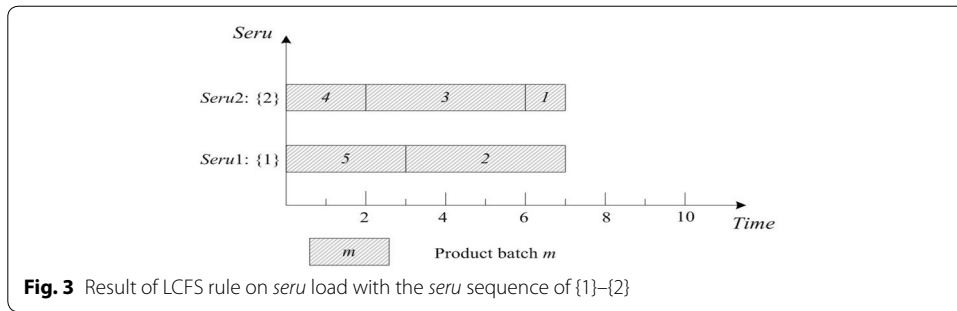 Seru
Seru2: {2}
4 3 1
Seru1: {1}
5 2
2 4 6 8 10
Time
m Product batch m
Fig. 3 Result of LCFS rule on seru load with the seru sequence of {1}–{2}